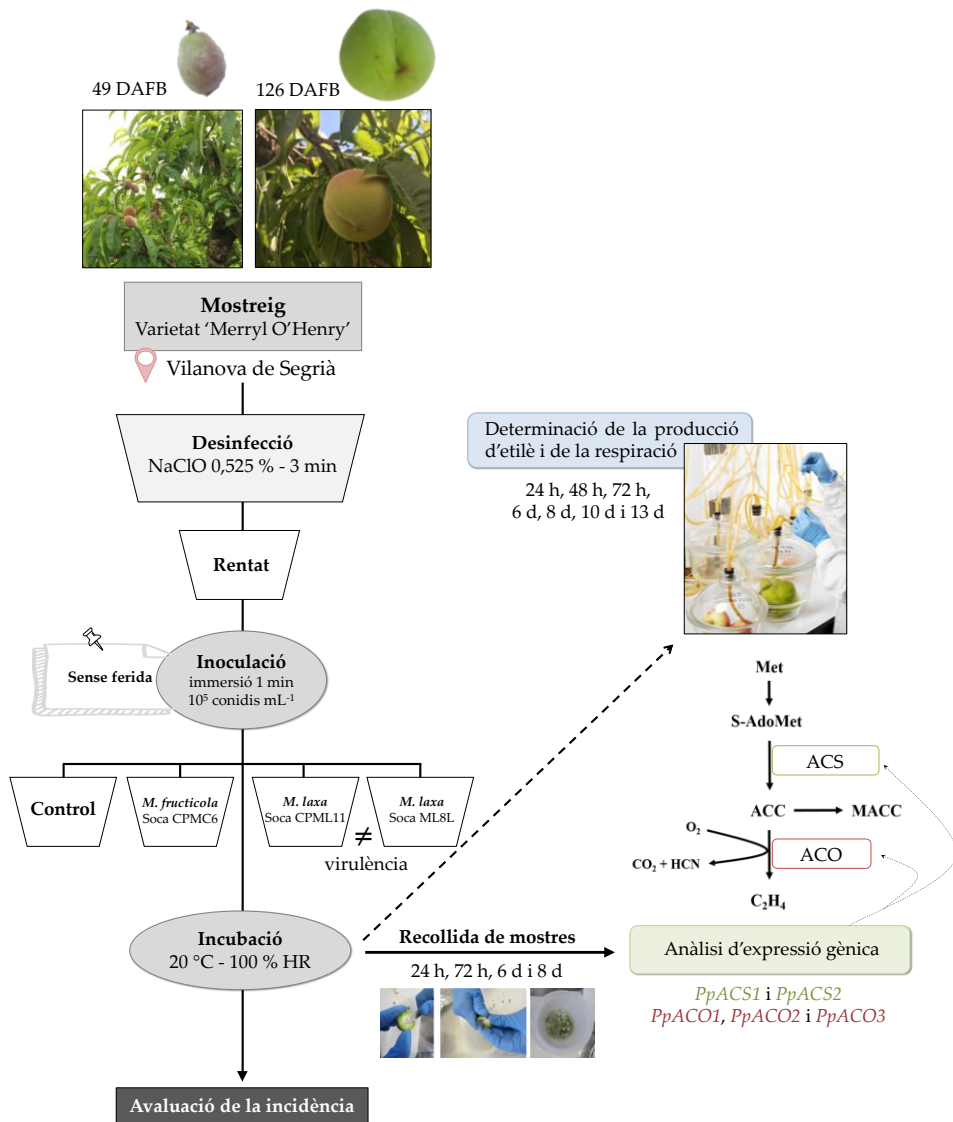 49 DAFB
126 DAFB
Mostreig
Varietat ‘Merryl O’Henry’
Vilanova de Segrià
Desinfecció
NaClO 0,525 % - 3 min
Rentat
Sense ferida
Inoculació
immersió 1 min
10⁵ conidis mL⁻¹
Control
M. fructicola
Soca CPMC6
M. laxa
Soca CPML11
≠
virulència
M. laxa
Soca ML8L
Incubació
20 °C - 100 % HR
Avaluació de la incidència
Determinació de la producció
d’etilè i de la respiració
24 h, 48 h, 72 h,
6 d, 8 d, 10 d i 13 d
Met
S-AdoMet
ACS
ACC
MACC
O₂
ACO
CO₂ + HCN
C₂H₄
Recollida de mostres
24 h, 72 h, 6 d i 8 d
Anàlisi d’expressió gènica
PpACS1 i PpACS2
PpACO1, PpACO2 i PpACO3